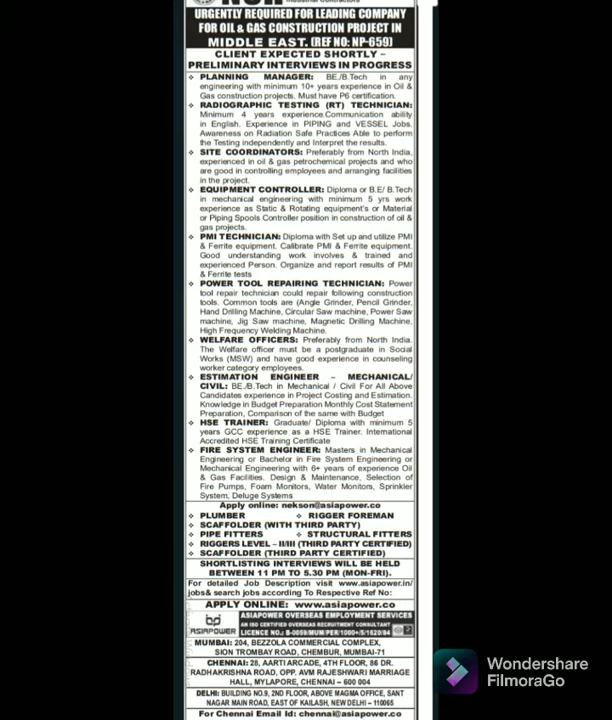 Industrial Contractors
URGENTLY REQUIRED FOR LEADING COMPANY
FOR OIL & GAS CONSTRUCTION PROJECT IN
MIDDLE EAST. (REF NO: NP-659)
CLIENT EXPECTED SHORTLY –
PRELIMINARY INTERVIEWS IN PROGRESS
❖ PLANNING MANAGER: BE./B.Tech in any
engineering with minimum 10+ years experience in Oil &
Gas construction projects. Must have P6 certification.
❖ RADIOGRAPHIC TESTING (RT) TECHNICIAN:
Minimum 4 years experience.Communication ability
in English. Experience in PIPING and VESSEL Jobs.
Awareness on Radiation Safe Practices Able to perform
the Testing independently and Interpret the results.
❖ SITE COORDINATORS: Preferably from North India,
experienced in oil & gas petrochemical projects and who
are good in controlling employees and arranging facilities
in the project.
❖ EQUIPMENT CONTROLLER: Diploma or B.E/ B.Tech
in mechanical engineering with minimum 5 yrs work
experience as Static & Rotating equipment's or Material
or Piping Spools Controller position in construction of oil &
gas projects.
❖ PMI TECHNICIAN: Diploma with Set up and utilize PMI
& Ferrite equipment. Calibrate PMI & Ferrite equipment.
Good understanding work involves & trained and
experienced Person. Organize and report results of PMI
& Ferrite tests
❖ POWER TOOL REPAIRING TECHNICIAN: Power
tool repair technician could repair following construction
tools. Common tools are (Angle Grinder, Pencil Grinder,
Hand Drilling Machine, Circular Saw machine, Power Saw
machine, Jig Saw machine, Magnetic Drilling Machine,
High Frequency Welding Machine.
❖ WELFARE OFFICERS: Preferably from North India.
The Welfare officer must be a postgraduate in Social
Works (MSW) and have good experience in counseling
worker category employees.
❖ ESTIMATION ENGINEER – MECHANICAL/
CIVIL: BE./B.Tech in Mechanical / Civil For All Above
Candidates experience in Project Costing and Estimation.
Knowledge in Budget Preparation Monthly Cost Statement
Preparation, Comparison of the same with Budget
❖ HSE TRAINER: Graduate/ Diploma with minimum 5
years GCC experience as a HSE Trainer. International
Accredited HSE Training Certificate
❖ FIRE SYSTEM ENGINEER: Masters in Mechanical
Engineering or Bachelor in Fire System Engineering or
Mechanical Engineering with 6+ years of experience Oil
& Gas Facilities. Design & Maintenance, Selection of
Fire Pumps, Foam Monitors, Water Monitors, Sprinkler
System, Deluge Systems
Apply online: nekson@asiapower.co
❖ PLUMBER ❖ RIGGER FOREMAN
❖ SCAFFOLDER (WITH THIRD PARTY)
❖ PIPE FITTERS ❖ STRUCTURAL FITTERS
❖ RIGGERS LEVEL – II/III (THIRD PARTY CERTIFIED)
❖ SCAFFOLDER (THIRD PARTY CERTIFIED)
SHORTLISTING INTERVIEWS WILL BE HELD
BETWEEN 11 PM TO 5.30 PM (MON-FRI).
For detailed Job Description visit www.asiapower.in/
jobs& search jobs according To Respective Ref No:
APPLY ONLINE: www.asiapower.co
ASIAPOWER
ASIAPOWER OVERSEAS EMPLOYMENT SERVICES
AN ISO CERTIFIED OVERSEAS RECRUITMENT CONSULTANT
LICENCE NO.: B-0059/MUM/PER/1000+/5/1520/84
MUMBAI: 204, BEZZOLA COMMERCIAL COMPLEX,
SION TROMBAY ROAD, CHEMBUR, MUMBAI-71
CHENNAI: 28, AARTI ARCADE, 4TH FLOOR, 86 DR.
RADHAKRISHNA ROAD, OPP. AVM RAJESHWARI MARRIAGE
HALL, MYLAPORE, CHENNAI – 600 004
DELHI: BUILDING NO.9, 2ND FLOOR, ABOVE MAGMA OFFICE, SANT
NAGAR MAIN ROAD, EAST OF KAILASH, NEW DELHI – 110065
For Chennai Email Id: chennai@asiapower.co
Wondershare
FilmoraGo